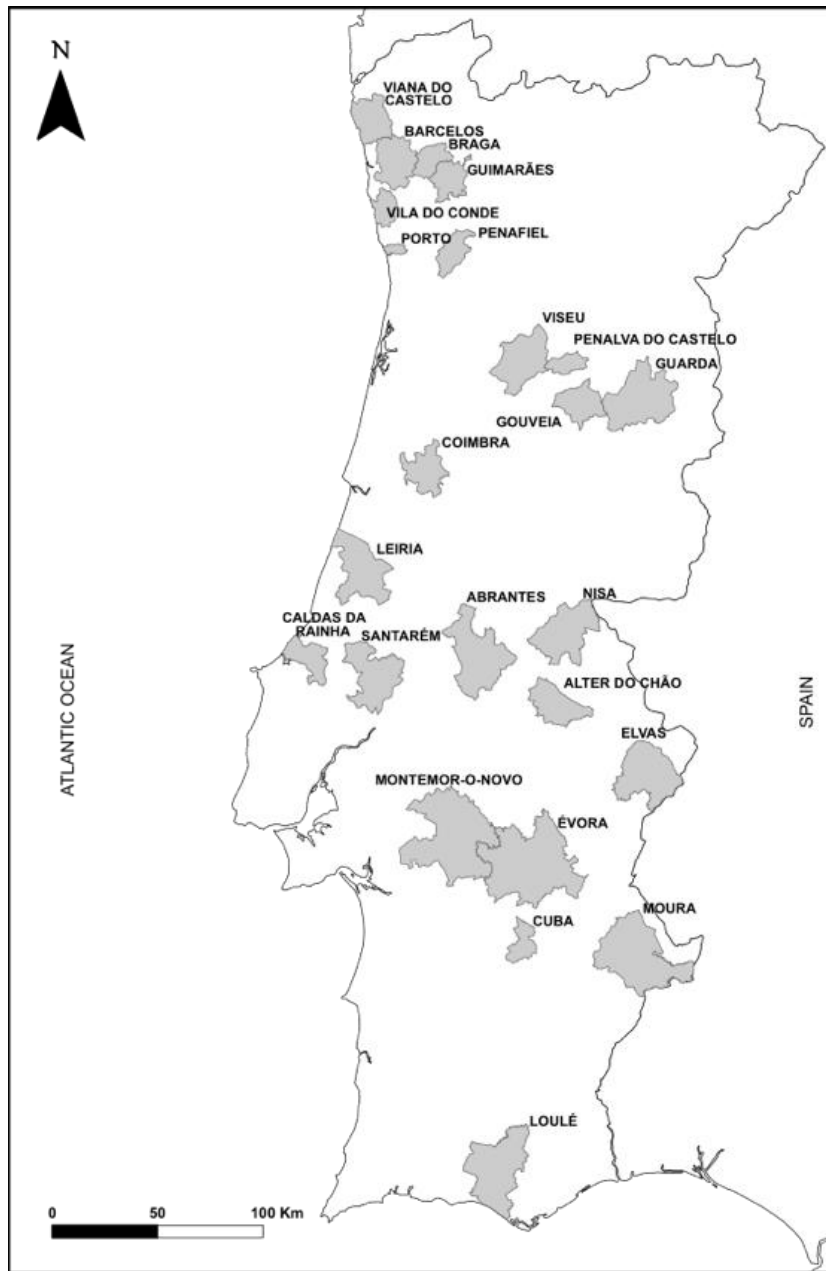 N
VIANA DO
CASTELO
BARCELOS
BRAGA
GUIMARÃES
VILA DO CONDE
PORTO
PENAFIEL
VISEU
PENALVA DO CASTELO
GUARDA
GOUVEIA
COIMBRA
LEIRIA
ABRANTES
NISA
CALDAS DA
RAINHA
SANTARÉM
ALTER DO CHÃO
ATLANTIC OCEAN
SPAIN
ELVAS
MONTEMOR-O-NOVO
ÉVORA
CUBA
MOURA
LOULÉ
0 50 100 Km